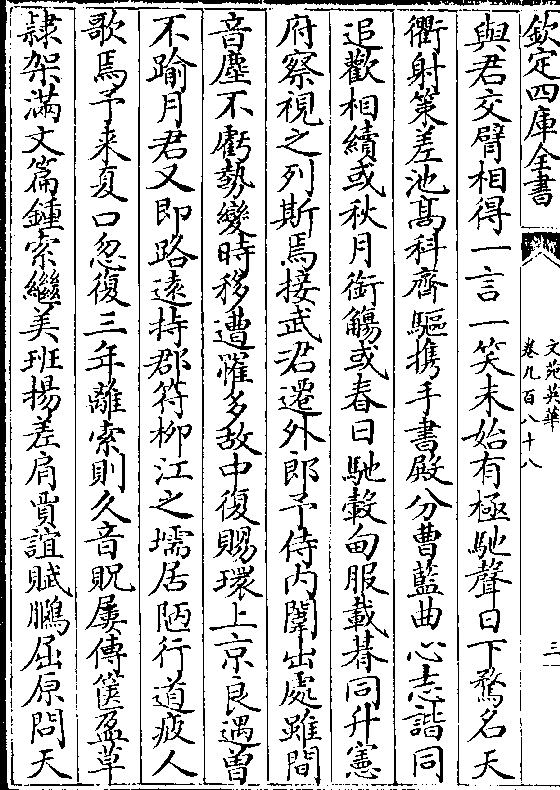 欽定四庫全書
文苑英華
卷九百八十八
三
與君交臂相得一言一笑未始有極馳聲日下鶩名天
衢射策差池髙科齊驅携手書殿分曹藍曲心志諧同
追歡相續或秋月銜觴或春日馳轂甸服載朞同升憲
府察視之列斯焉接武君遷外郎予侍内闈出處雖間
音塵不虧勢變時移遭罹多故中復賜環上京良遇曽
不踰月君又即路逺持郡符栁江之壖居陋行道疲人
歌焉予来夏口忽復三年離索則久音貺屢傳篋盈草
隷架滿文篇鍾索繼美班揚差肩賈誼賦鵩屈原問天